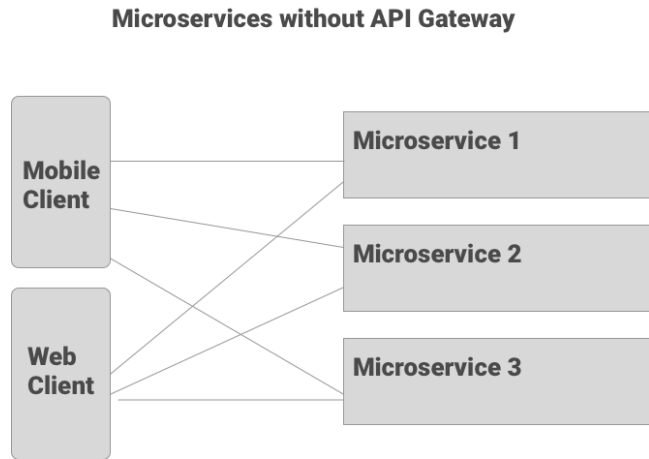 Microservices without API Gateway
Mobile
Client
Microservice 1
Microservice 2
Web
Client
Microservice 3